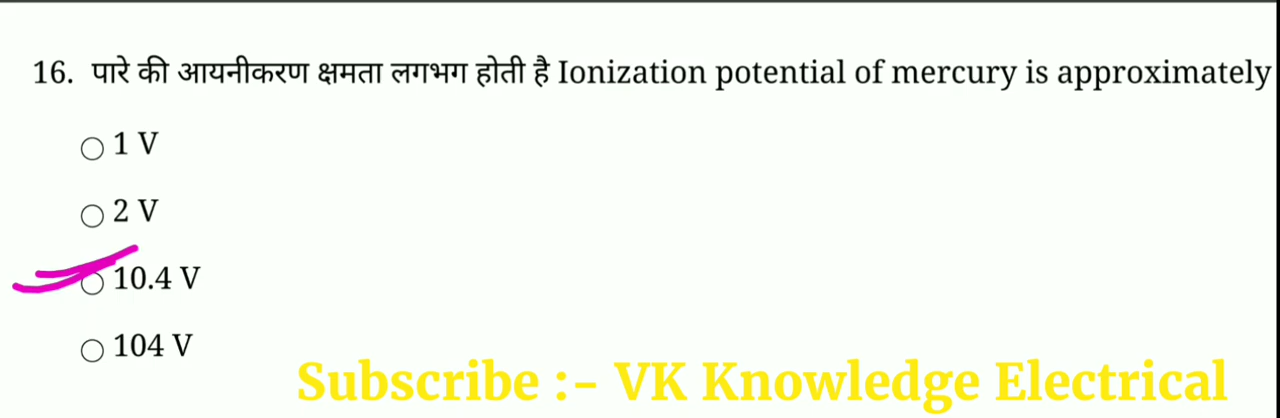 16. पारे की आयनीकरण क्षमता लगभग होती है Ionization potential of mercury is approximately
1 V
2 V
10.4 V
104 V
Subscribe :- VK Knowledge Electrical